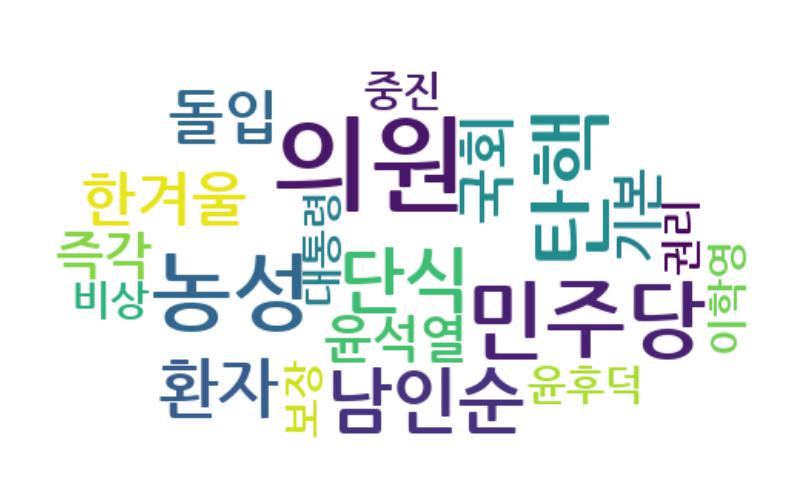 중진
돌입
의원
국회
탄핵
한겨울
기본
권리
대통령
즉각
비상
농성
단식
민주당
이학영
윤석열
환자
보장
남인순
윤후덕